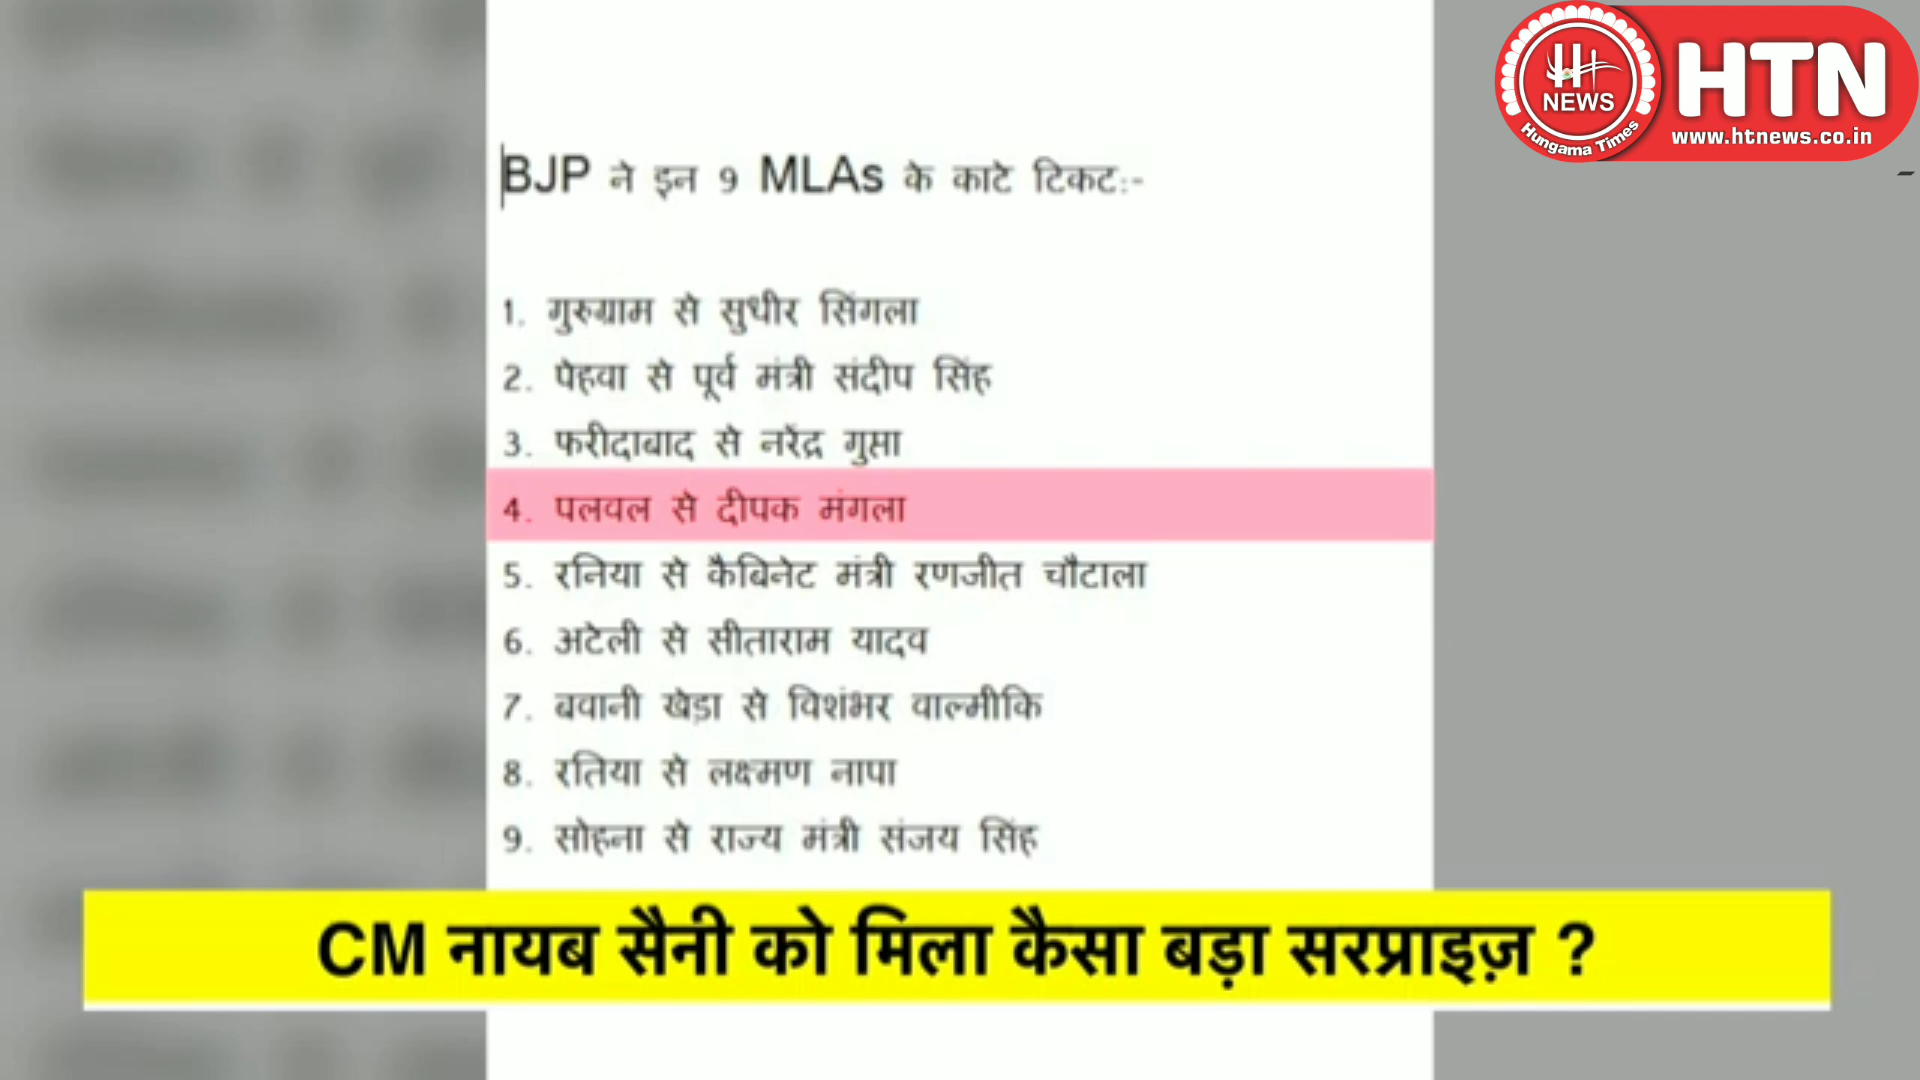 HTN
H
NEWS
Hungama Times
www.htnews.co.in
BJP ने इन 9 MLAs के काटे टिकट:-
1. गुरुग्राम से सुधीर सिंगला
2. पेहवा से पूर्व मंत्री संदीप सिंह
3. फरीदाबाद से नरेंद्र गुप्ता
4. पलवल से दीपक मंगला
5. रनिया से कैबिनेट मंत्री रणजीत चौटाला
6. अटेली से सीताराम यादव
7. बवानी खेड़ा से विशंभर वाल्मीकि
8. रतिया से लक्ष्मण नापा
9. सोहना से राज्य मंत्री संजय सिंह
CM नायब सैनी को मिला कैसा बड़ा सरप्राइज़ ?